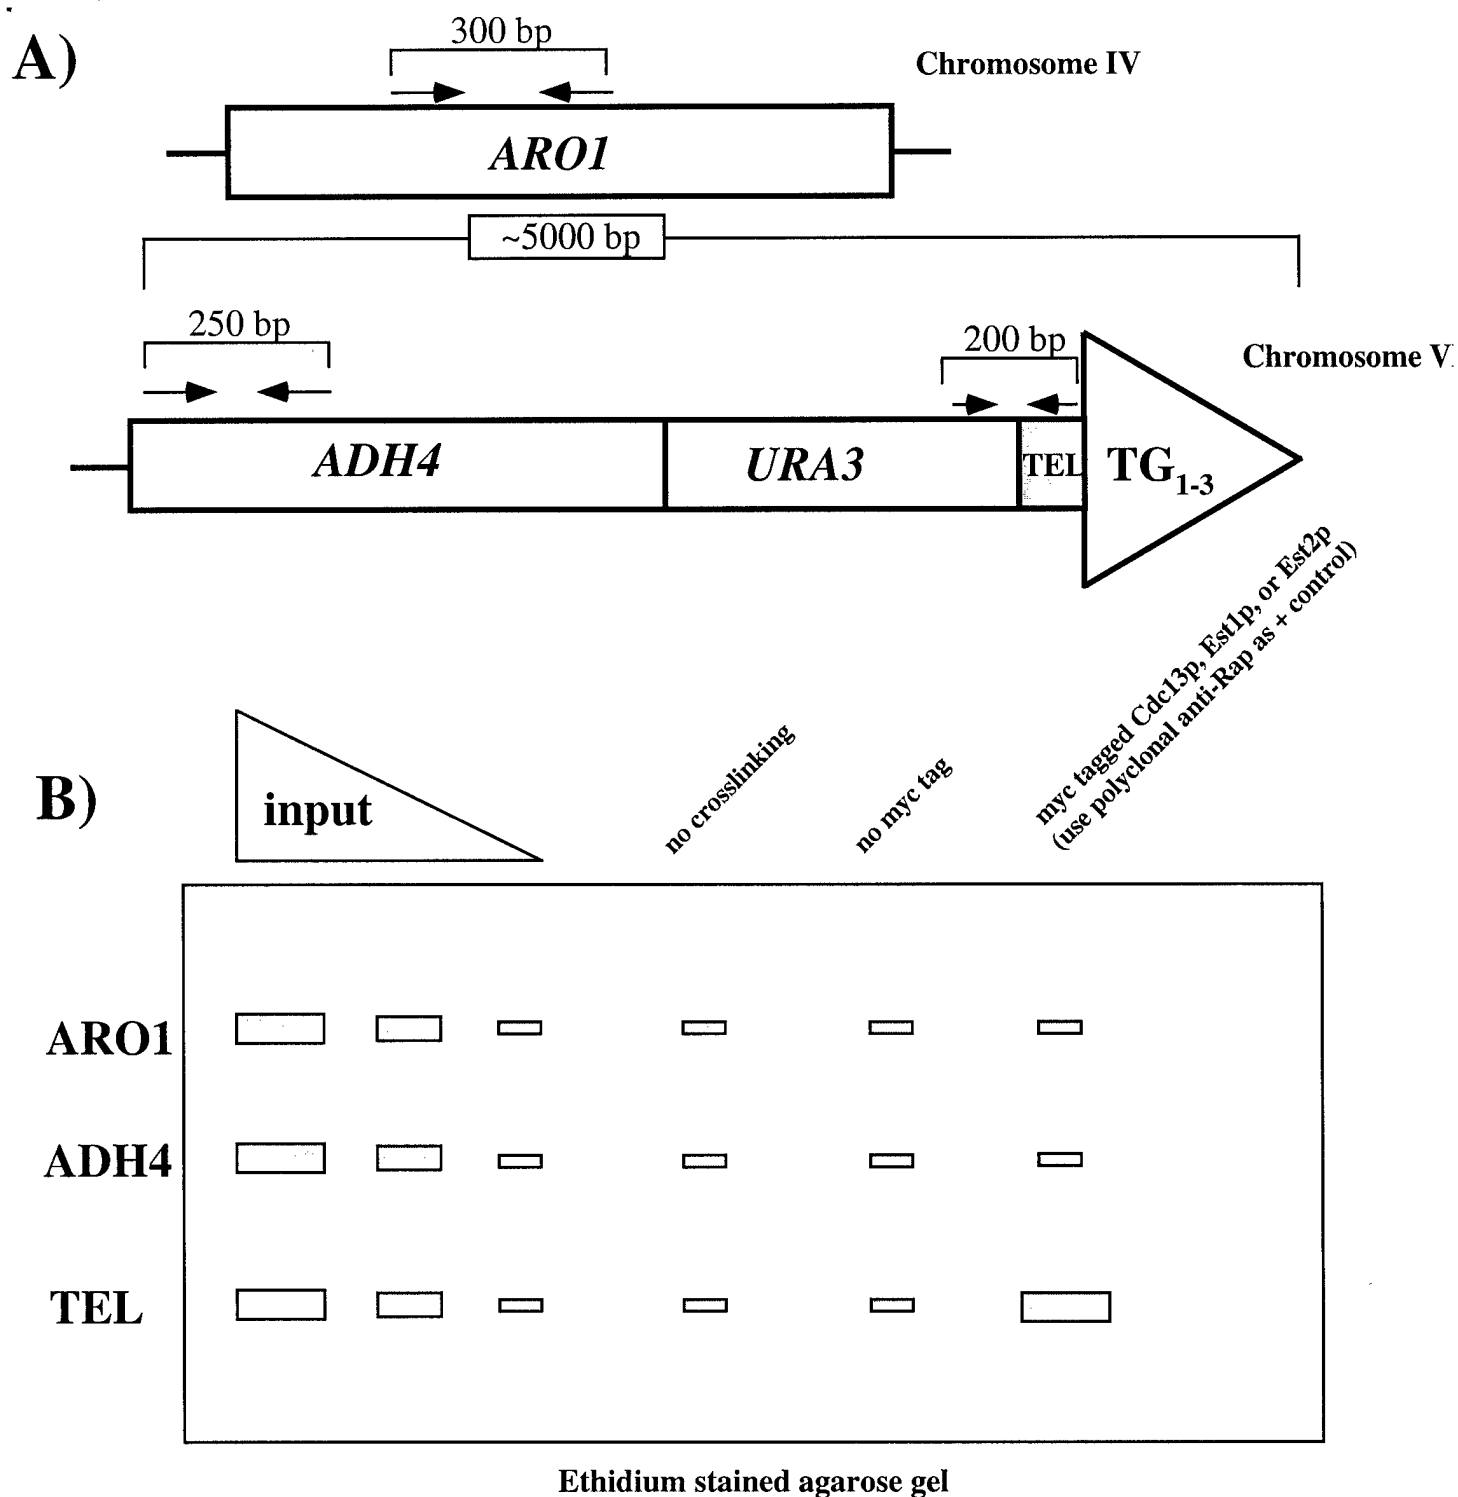 A)
300 bp
Chromosome IV
ARO1
~5000 bp
250 bp
200 bp
Chromosome V
ADH4
URA3
TEL
TG1-3
B)
input
no crosslinking
no myc tag
myc tagged Cdc13p, Est1p, or Est2p
(use polyclonal anti-Rap as + control)
ARO1
ADH4
TEL
Ethidium stained agarose gel